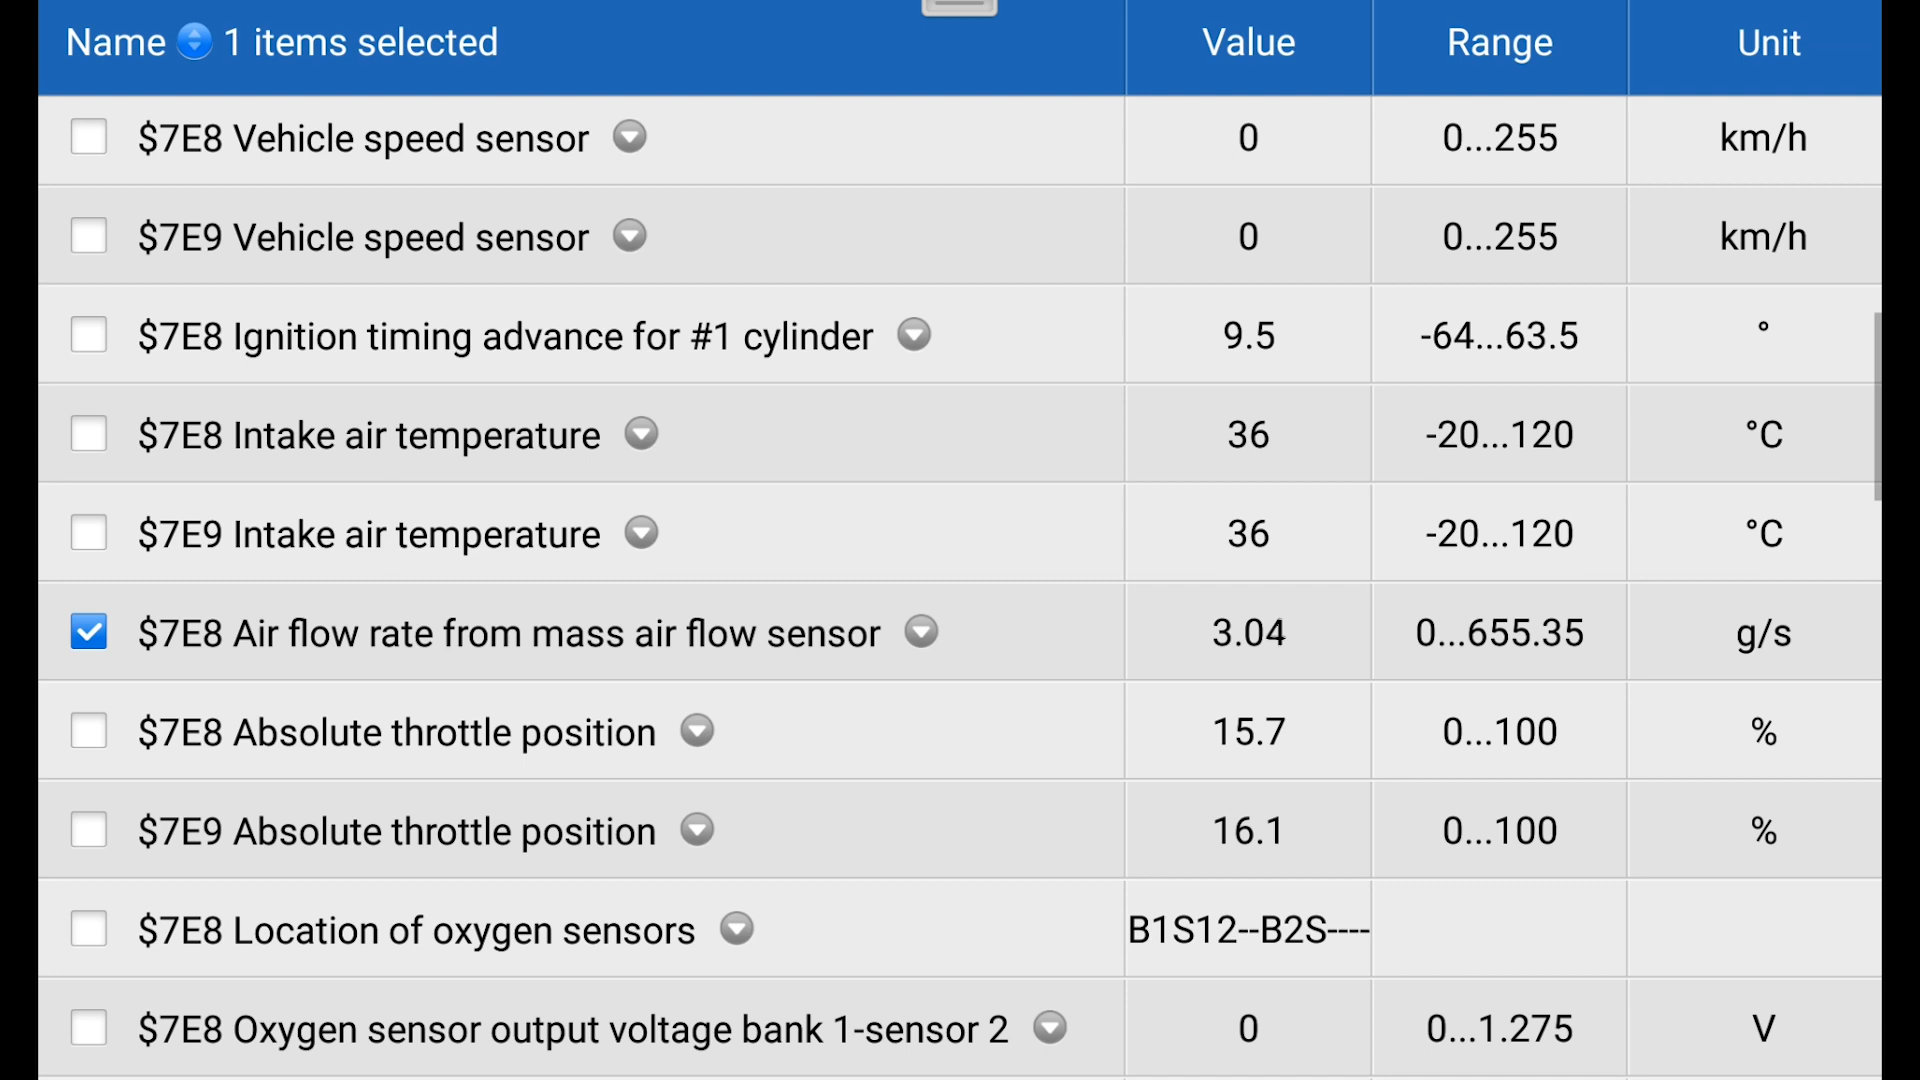 Name 1 items selected Value Range Unit
$7E8 Vehicle speed sensor 0 0...255 km/h
$7E9 Vehicle speed sensor 0 0...255 km/h
$7E8 Ignition timing advance for #1 cylinder 9.5 -64...63.5 °
$7E8 Intake air temperature 36 -20...120 °C
$7E9 Intake air temperature 36 -20...120 °C
$7E8 Air flow rate from mass air flow sensor 3.04 0...655.35 g/s
$7E8 Absolute throttle position 15.7 0...100 %
$7E9 Absolute throttle position 16.1 0...100 %
$7E8 Location of oxygen sensors B1S12--B2S----
$7E8 Oxygen sensor output voltage bank 1-sensor 2 0 0...1.275 V